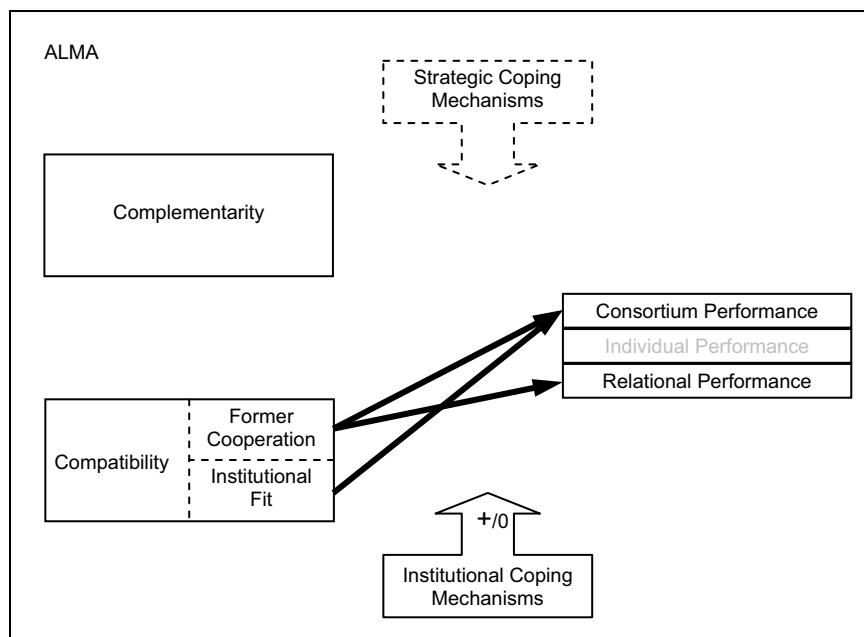 ALMA
Strategic Coping
Mechanisms
Complementarity
Consortium Performance
Individual Performance
Relational Performance
Compatibility
Former
Cooperation
Institutional
Fit
+/0
Institutional Coping
Mechanisms